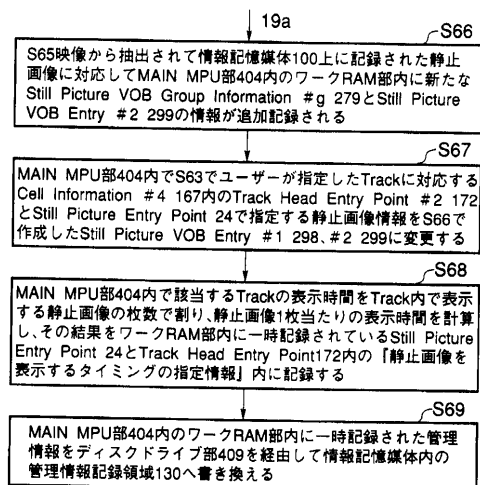 19a
S66
S65映像から抽出されて情報記憶媒体100上に記録された静止
画像に対応してMAIN MPU部404内のワークRAM部内に新たな
Still Picture VOB Group Information #g 279とStill Picture
VOB Entry #2 299の情報が追加記録される
S67
MAIN MPU部404内でS63でユーザーが指定したTrackに対応する
Cell Information #4 167内のTrack Head Entry Point #2 172
とStill Picture Entry Point 24で指定する静止画像情報をS66で
作成したStill Picture VOB Entry #1 298、#2 299に変更する
S68
MAIN MPU部404内で該当するTrackの表示時間をTrack内で表示
する静止画像の枚数で割り、静止画像1枚当たりの表示時間を計算
し、その結果をワークRAM部内に一時記録されているStill Picture
Entry Point 24とTrack Head Entry Point172内の『静止画像を
表示するタイミングの指定情報』内に記録する
S69
MAIN MPU部404内のワークRAM部内に一時記録された管理
情報をディスクドライブ部409を経由して情報記憶媒体内の
管理情報記録領域130へ書き換える